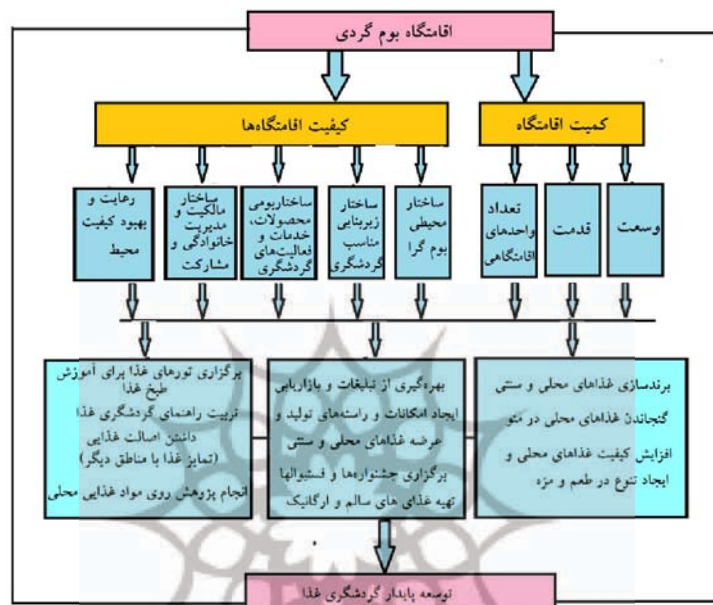 اقامتگاه بوم گردی
کمیت اقامتگاه
کیفیت اقامتگاه‌ها
وسعت
قدمت
تعداد
واحدهای
اقامتگاهی
ساختار
محیطی
بوم گرا
ساختار
زیربنایی
مناسب
گردشگری
ساختاربومی
محصولات،
خدمات و
فعالیت‌های
گردشگری
ساختار
مالکیت و
مدیریت
خانوادگی و
مشارکت
رعایت و
بهبود کیفیت
محیط
برندسازی غذاهای محلی و سنتی
گنجاندن غذاهای محلی در منو
افزایش کیفیت غذاهای محلی و
ایجاد تنوع در طعم و مزه
بهره‌گیری از تبلیغات و بازاریابی
ایجاد امکانات و راسته‌های تولید و
عرضه غذاهای محلی و سنتی
برگزاری جشنواره‌ها و فستیوالها
تهیه غذای های سالم و ارگانیک
برگزاری تورهای غذا برای آموزش
طبخ غذا
تربیت راهنمای گردشگری غذا
داشتن اصالت غذایی
(تمایز غذا با مناطق دیگر)
انجام پژوهش روی مواد غذایی محلی
توسعه پایدار گردشگری غذا